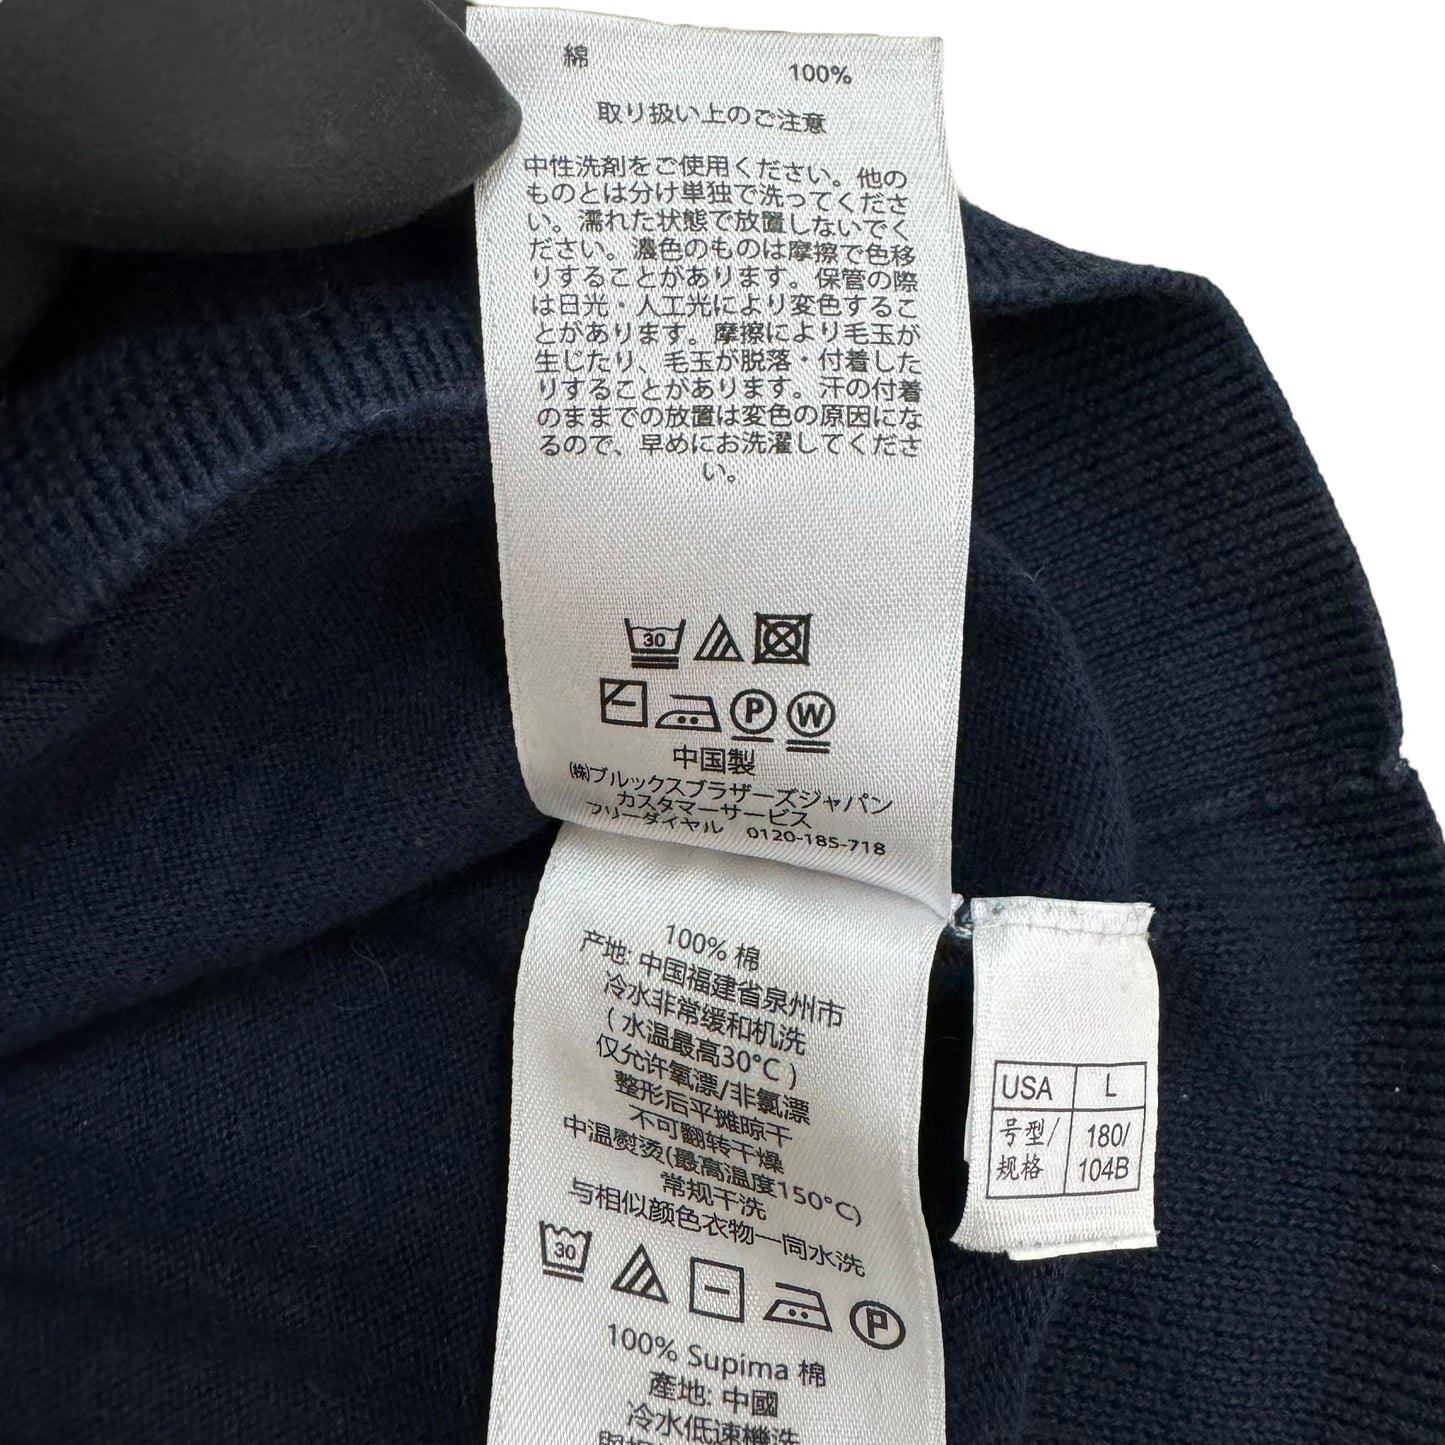 綿 100%
取り扱い上のご注意
中性洗剤をご使用ください。他の
ものとは分け単独で洗ってくださ
い。濡れた状態で放置しないでく
ださい。濃色のものは摩擦で色移
りすることがあります。保管の際
は日光・人工光により変色するこ
とがあります。摩擦により毛玉が
生じたり、毛玉が脱落・付着した
りすることがあります。汗の付着
のままでの放置は変色の原因にな
るので、早めにお洗濯してくださ
い。
30
P W
中国製
(株)ブルックスブラザーズジャパン
カスタマーサービス
フリーダイヤル 0120-185-718
100% 棉
产地: 中国福建省泉州市
冷水非常缓和机洗
(水温最高30°C)
仅允许氧漂/非氯漂
整形后平摊晾干
不可翻转干燥
中温熨烫(最高温度150°C)
常规干洗
与相似颜色衣物一同水洗
30 P
100% Supima 棉
產地: 中國
冷水低速機洗
USA L
号型/ 180/
规格 104B